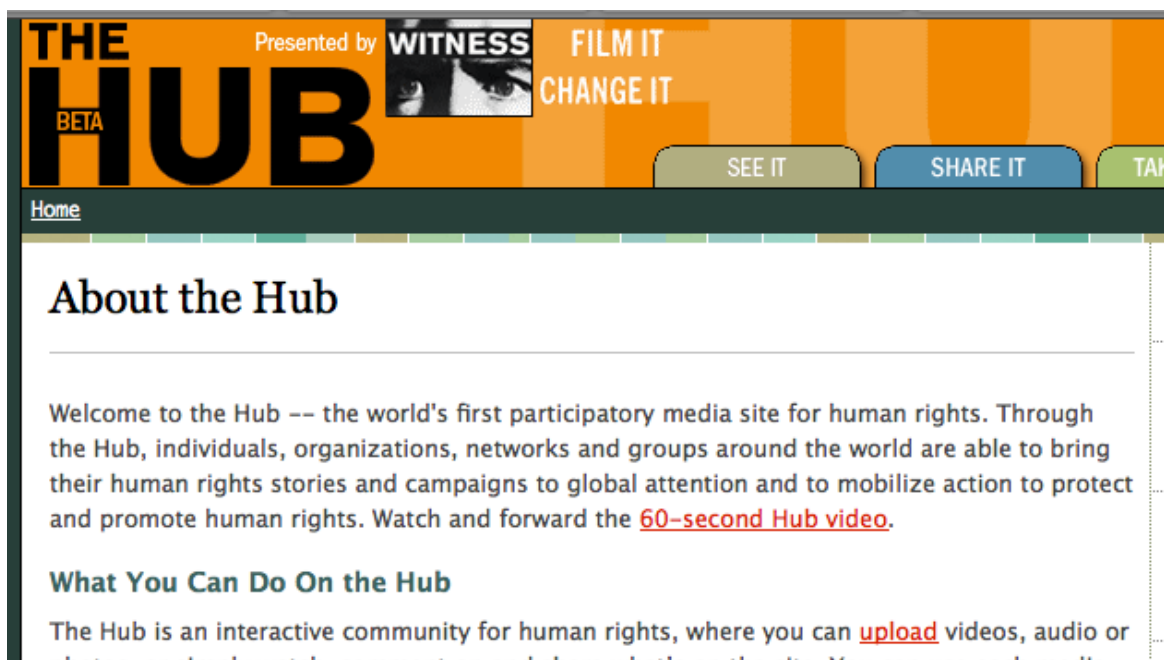 THE
HUB
BETA
Presented by WITNESS
FILM IT
CHANGE IT
SEE IT
SHARE IT
Home
About the Hub
Welcome to the Hub -- the world's first participatory media site for human rights. Through
the Hub, individuals, organizations, networks and groups around the world are able to bring
their human rights stories and campaigns to global attention and to mobilize action to protect
and promote human rights. Watch and forward the 60-second Hub video.
What You Can Do On the Hub
The Hub is an interactive community for human rights, where you can upload videos, audio or